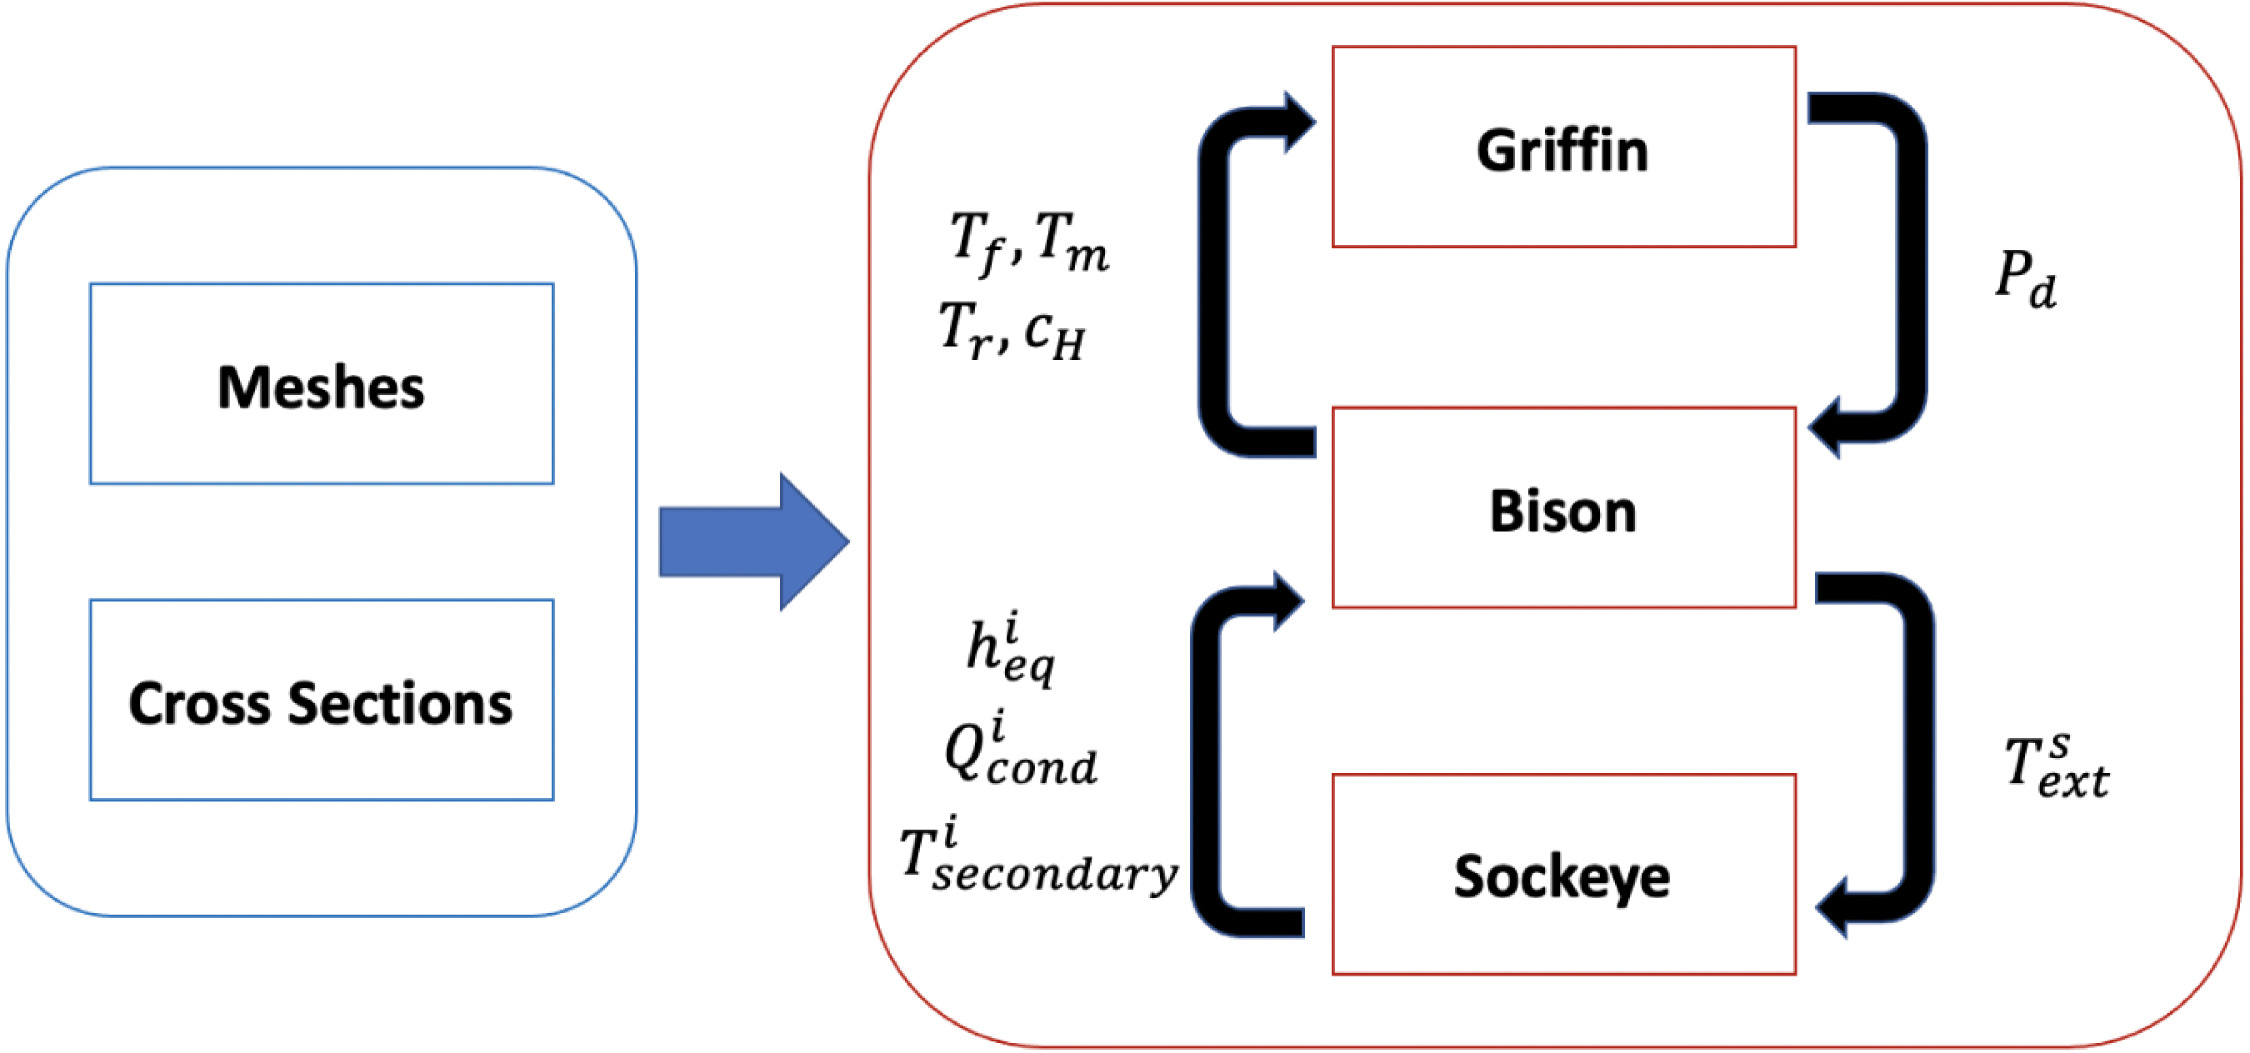 Meshes
Cross Sections
Griffin
T_f, T_m
T_r, c_H
P_d
Bison
h_{eq}^i
Q_{cond}^i
T_{secondary}^i
T_{ext}^s
Sockeye